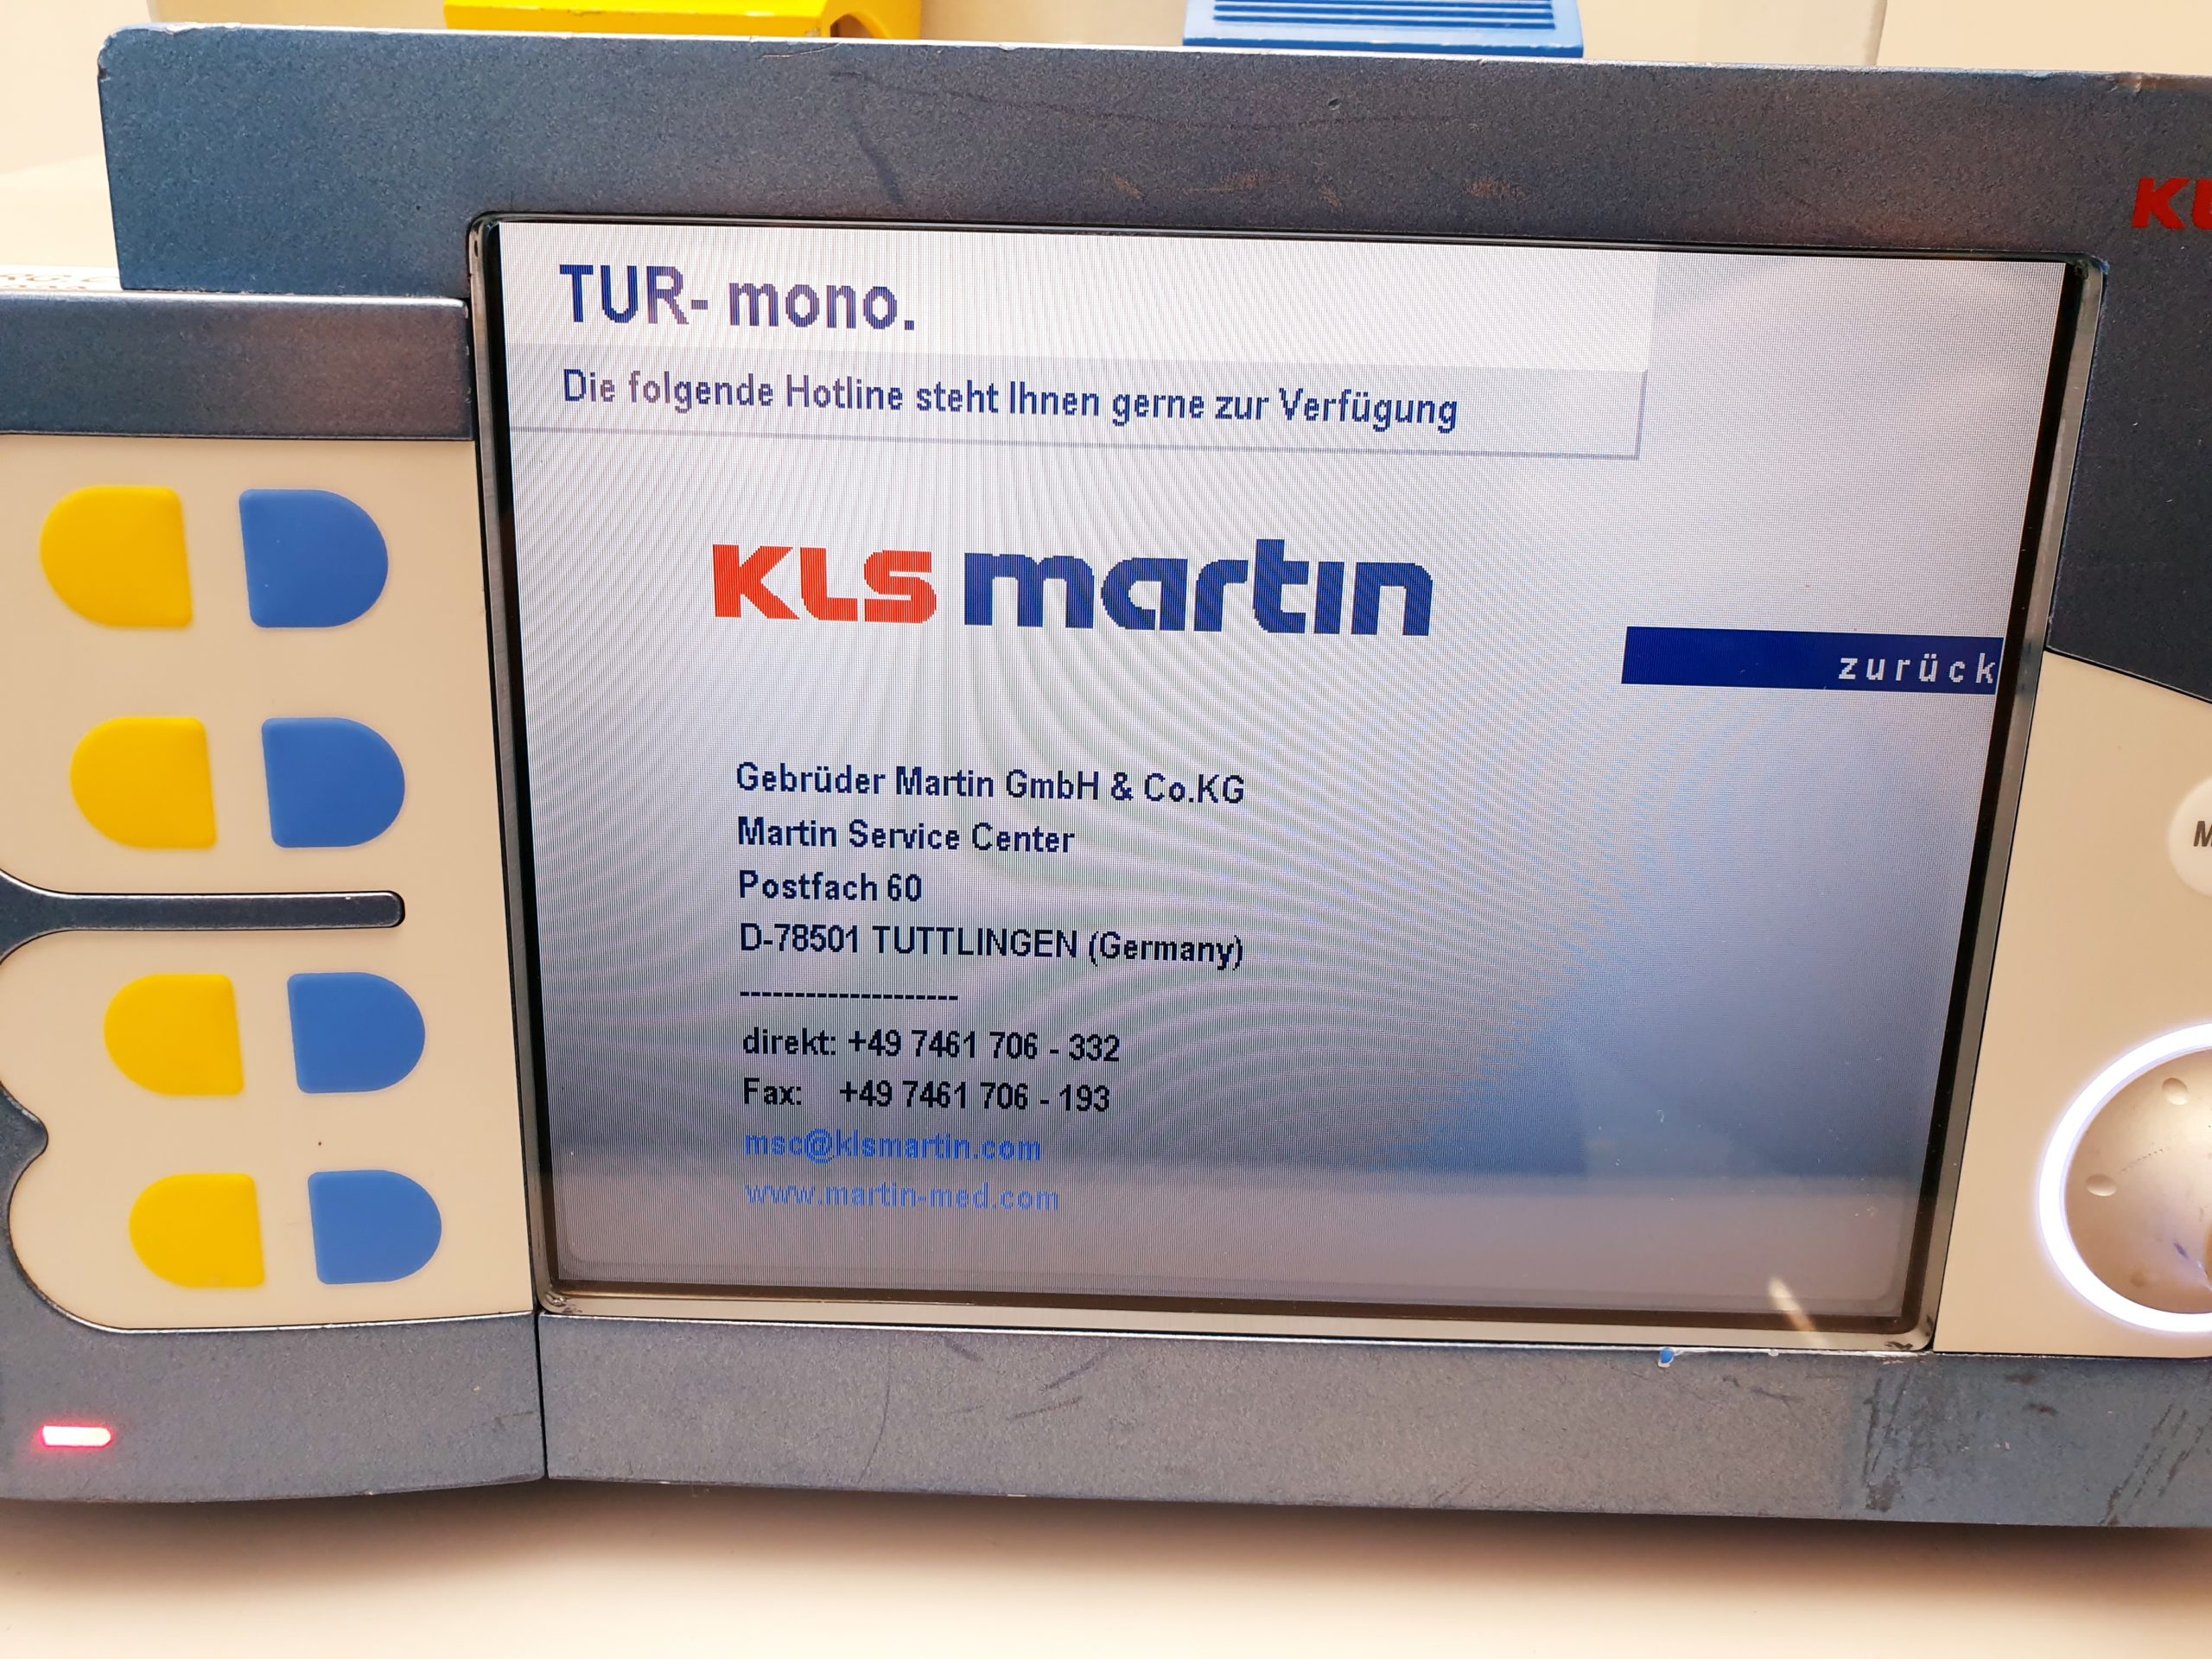 TUR- mono.
Die folgende Hotline steht Ihnen gerne zur Verfügung
KLS martin
zurück
Gebrüder Martin GmbH & Co.KG
Martin Service Center
Postfach 60
D-78501 TUTTLINGEN (Germany)
--------------------
direkt: +49 7461 706 - 332
Fax: +49 7461 706 - 193
msc@klsmartin.com
www.martin-med.com